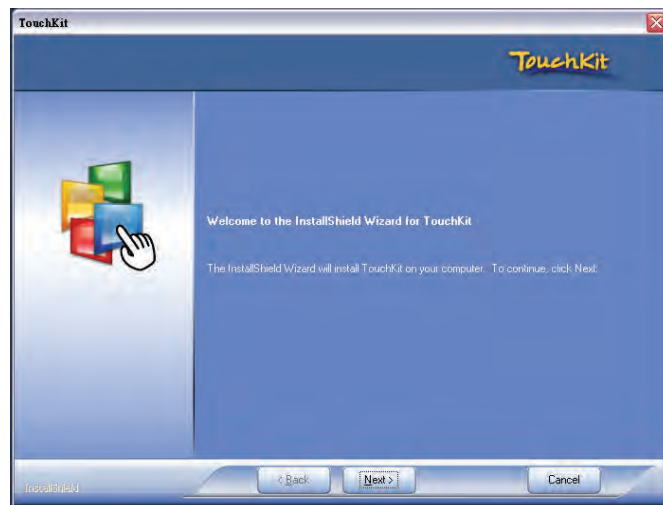 TouchKit
TouchKit
Welcome to the InstallShield Wizard for TouchKit
The InstallShield Wizard will install TouchKit on your computer. To continue, click Next.
InstallShield
< Back
Next >
Cancel